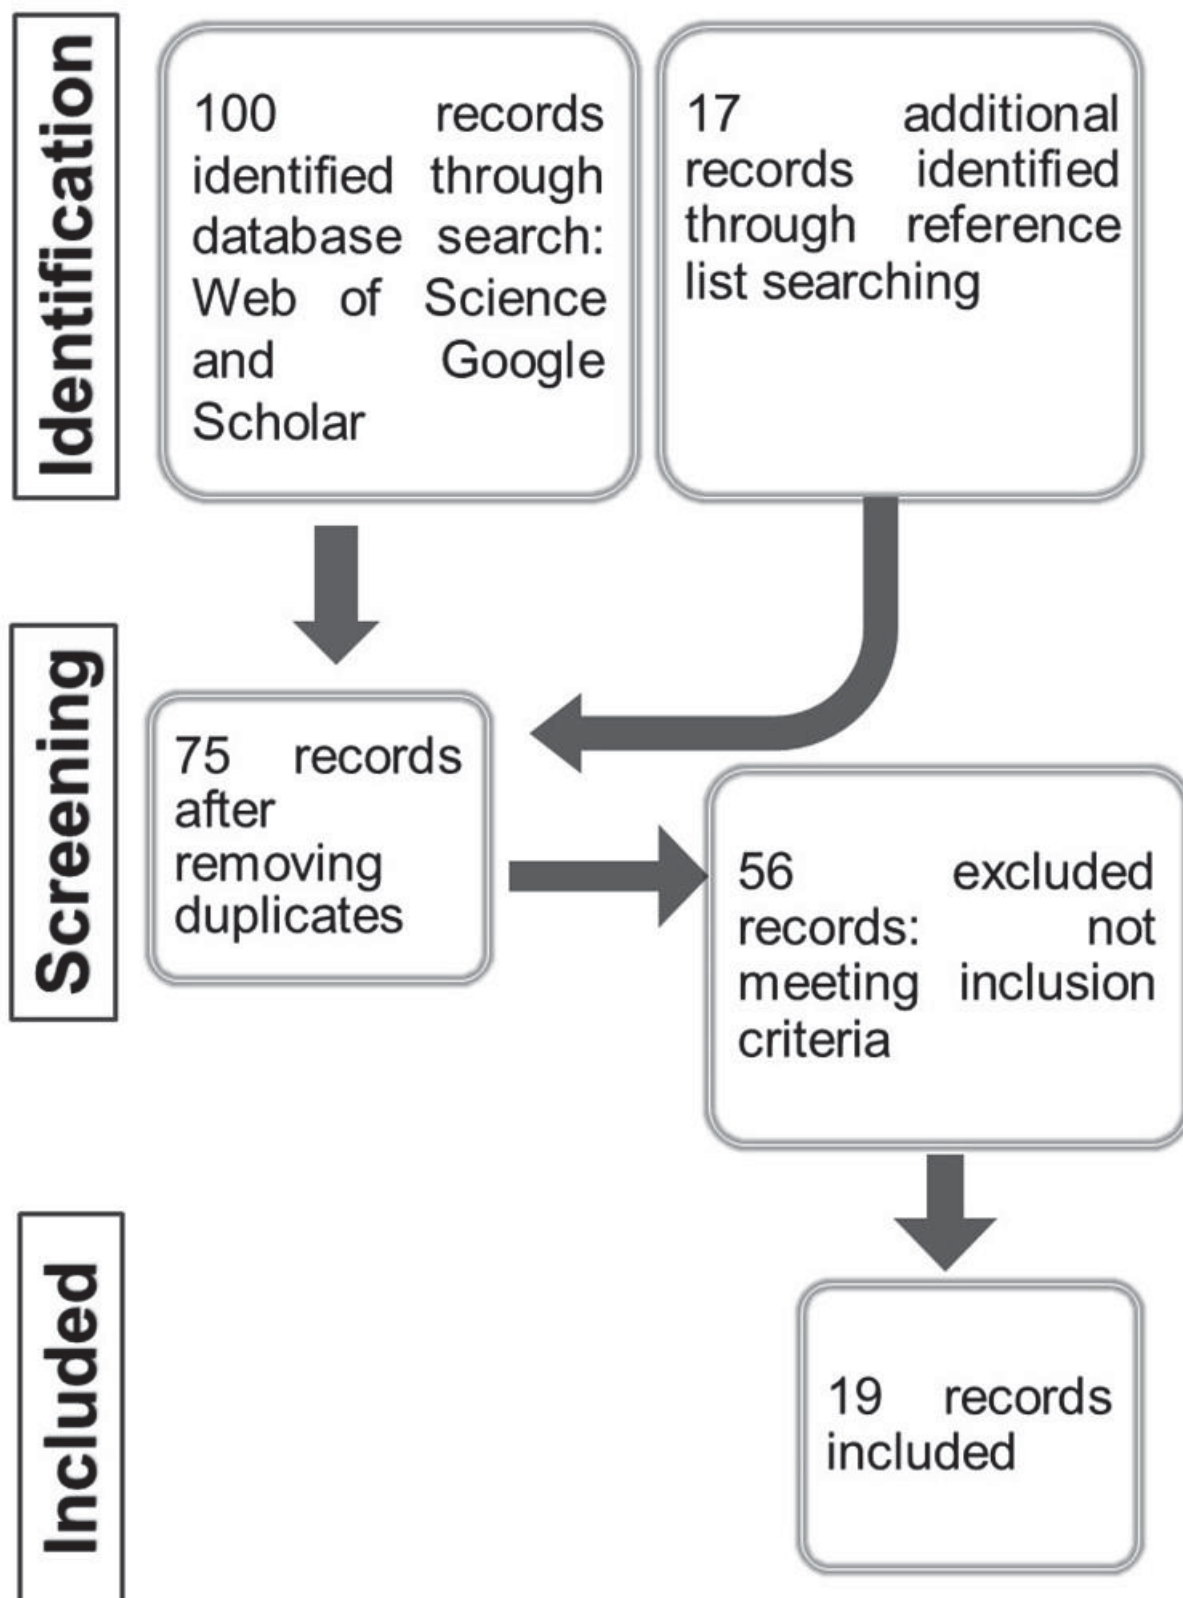 Identification
100 records
identified through
database search:
Web of Science
and Google
Scholar
17 additional
records identified
through reference
list searching
Screening
75 records
after
removing
duplicates
56 excluded
records: not
meeting inclusion
criteria
Included
19 records
included